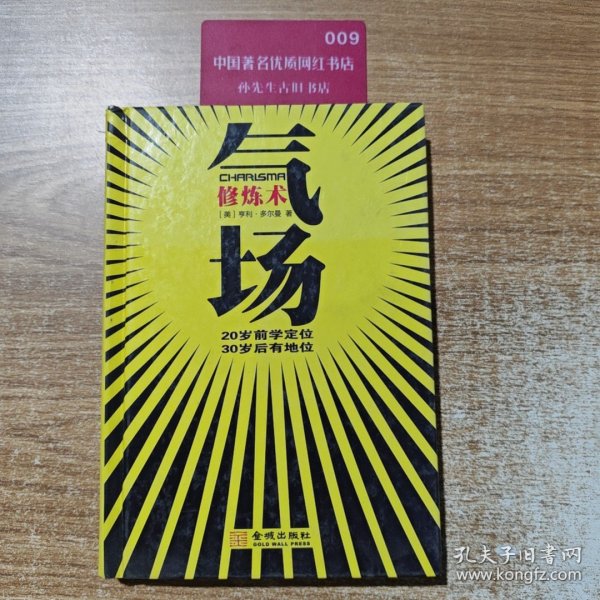 009
中国著名优质网红书店
孙先生古旧书店
气场
CHARISMA
修炼术
[美] 亨利·多尔曼 著
20岁前学定位
30岁后有地位
金城出版社
GOLD WALL PRESS
孔夫子旧书网
www.kongfz.com